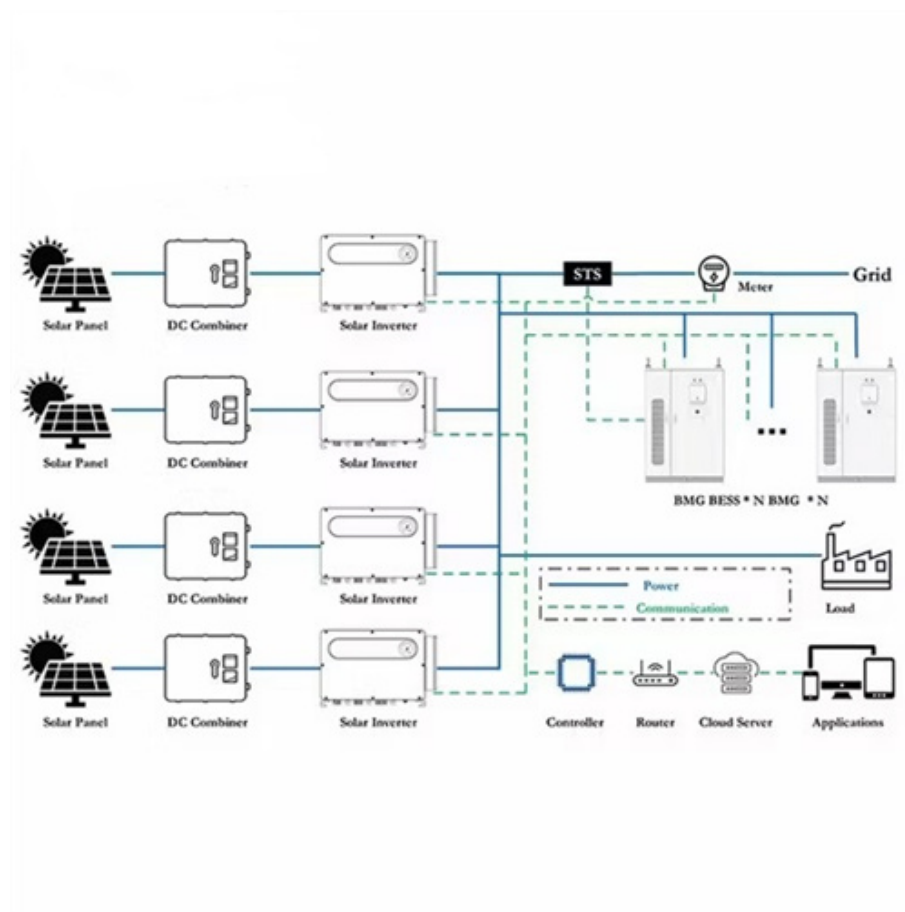 STS
Grid
Meter
Solar Panel DC Combiner Solar Inverter
Solar Panel DC Combiner Solar Inverter
BMG BESS * N BMG * N
Solar Panel DC Combiner Solar Inverter
Power
Communication
Load
Solar Panel DC Combiner Solar Inverter
Controller Router Cloud Server Applications